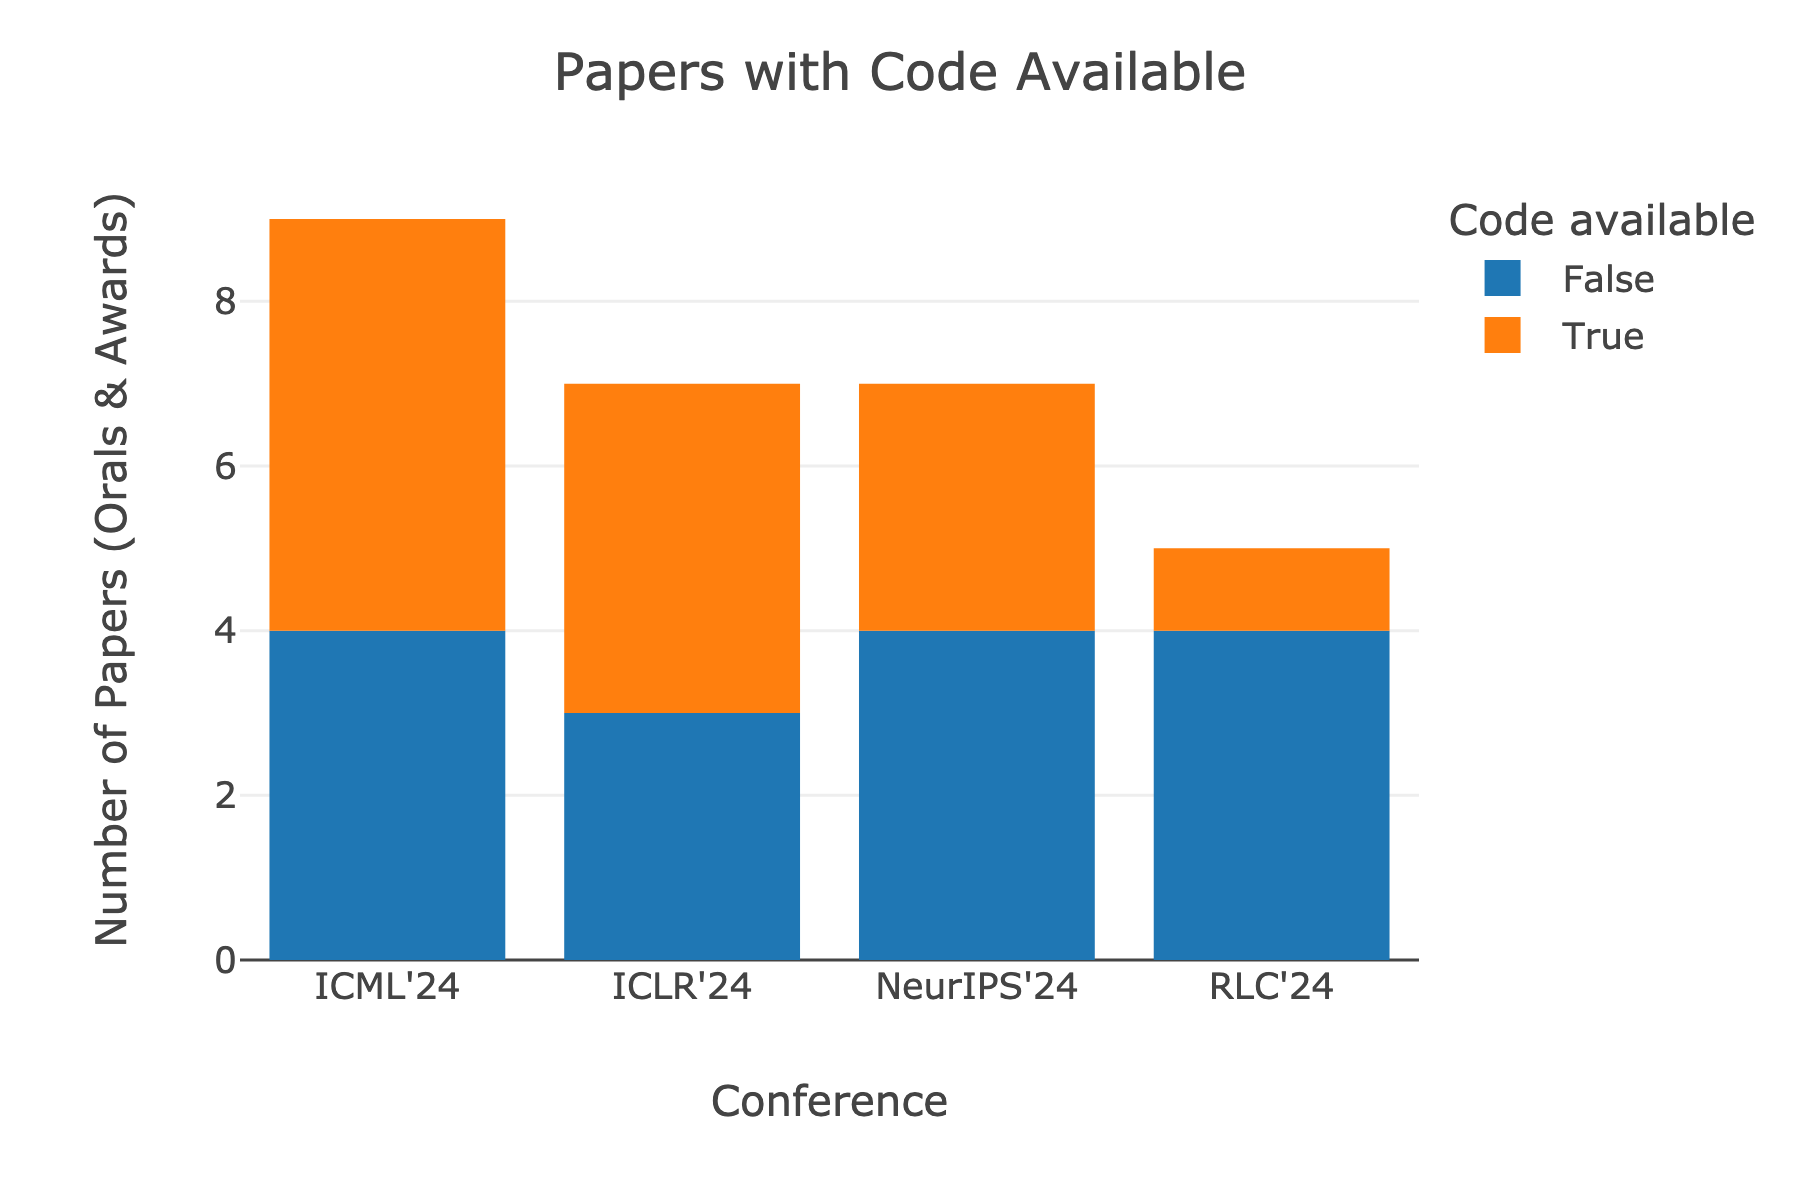 Papers with Code Available
Number of Papers (Orals & Awards)
8
6
4
2
0
ICML'24
ICLR'24
NeurIPS'24
RLC'24
Conference
Code available
False
True